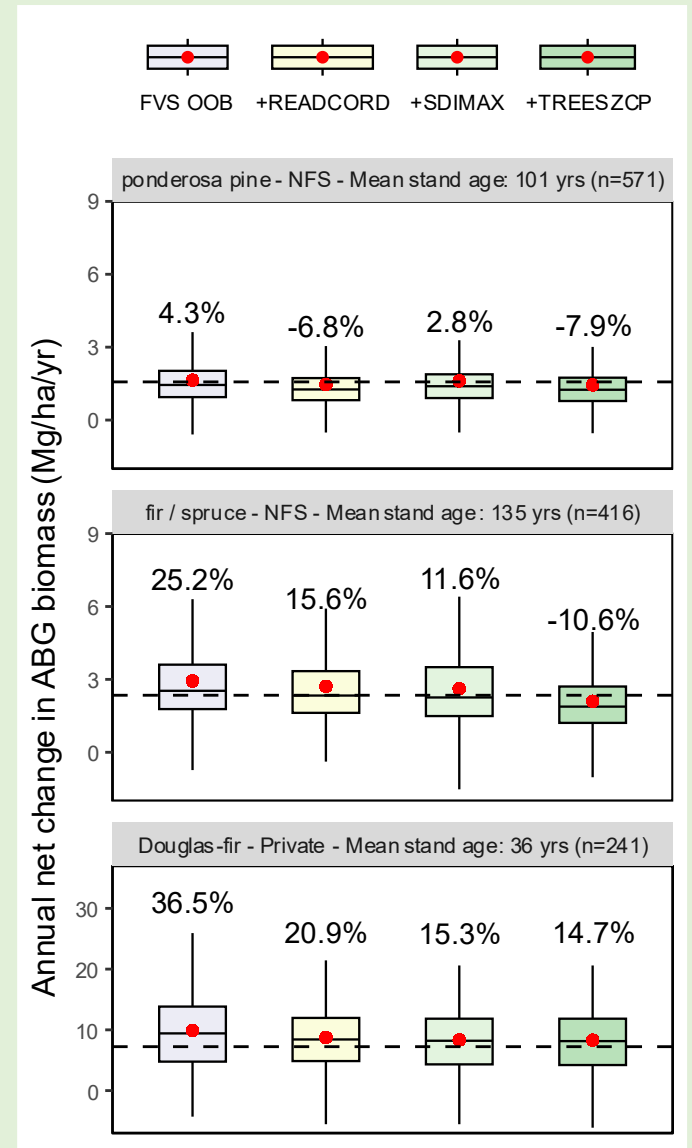 FVS OOB +READCORD +SDIMAX +TREESZCP
Annual net change in ABG biomass (Mg/ha/yr)
ponderosa pine - NFS - Mean stand age: 101 yrs (n=571)
9
6
3
0
4.3% -6.8% 2.8% -7.9%
fir / spruce - NFS - Mean stand age: 135 yrs (n=416)
9
6
3
0
25.2% 15.6% 11.6% -10.6%
Douglas-fir - Private - Mean stand age: 36 yrs (n=241)
30
20
10
0
36.5% 20.9% 15.3% 14.7%